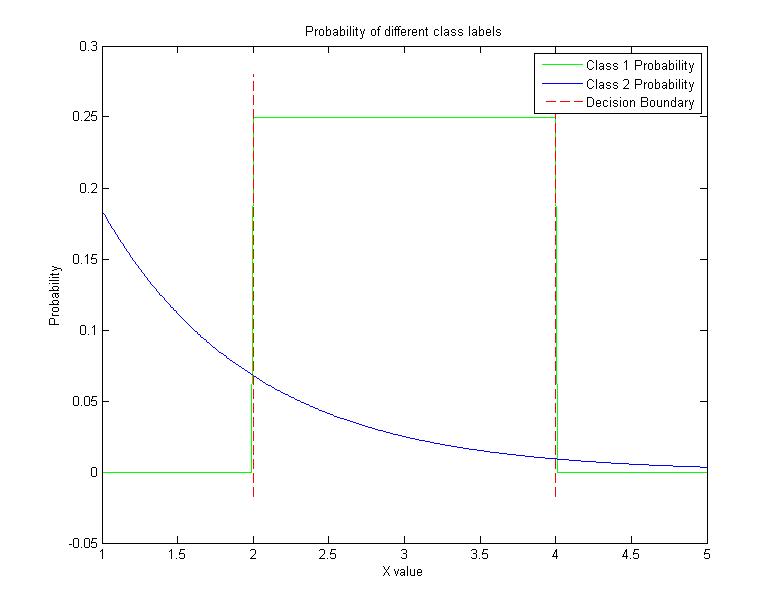 Probability of different class labels
Class 1 Probability
Class 2 Probability
Decision Boundary
0.3
0.25
0.2
0.15
0.1
0.05
0
-0.05
Probability
1 1.5 2 2.5 3 3.5 4 4.5 5
X value